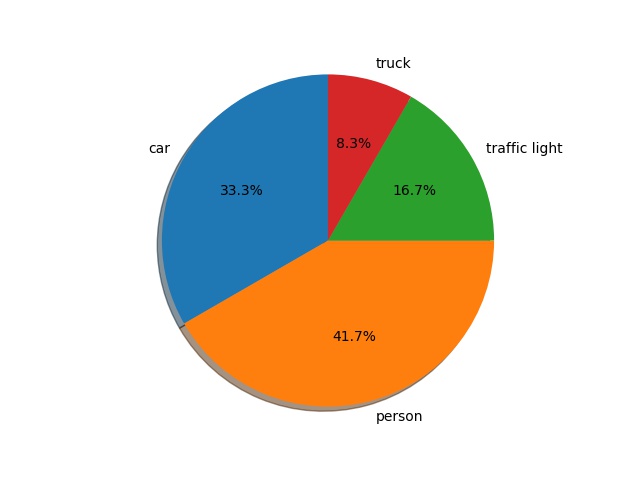 truck
car
traffic light
8.3%
33.3%
16.7%
41.7%
person